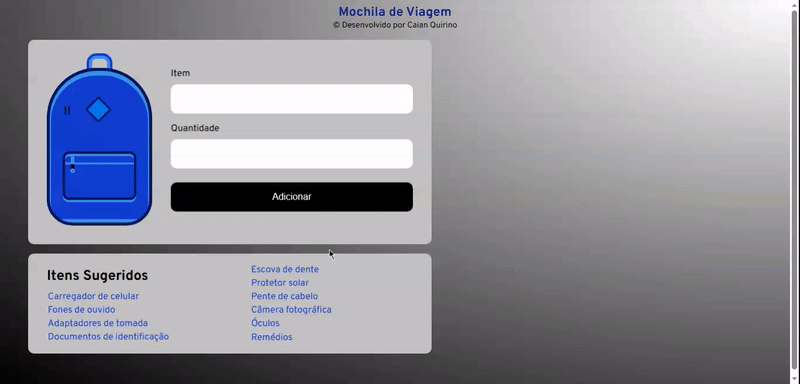 Mochila de Viagem
© Desenvolvido por Caian Quirino
Item
Quantidade
Adicionar
Itens Sugeridos
Carregador de celular
Fones de ouvido
Adaptadores de tomada
Documentos de identificação
Escova de dente
Protetor solar
Pente de cabelo
Câmera fotográfica
Óculos
Remédios